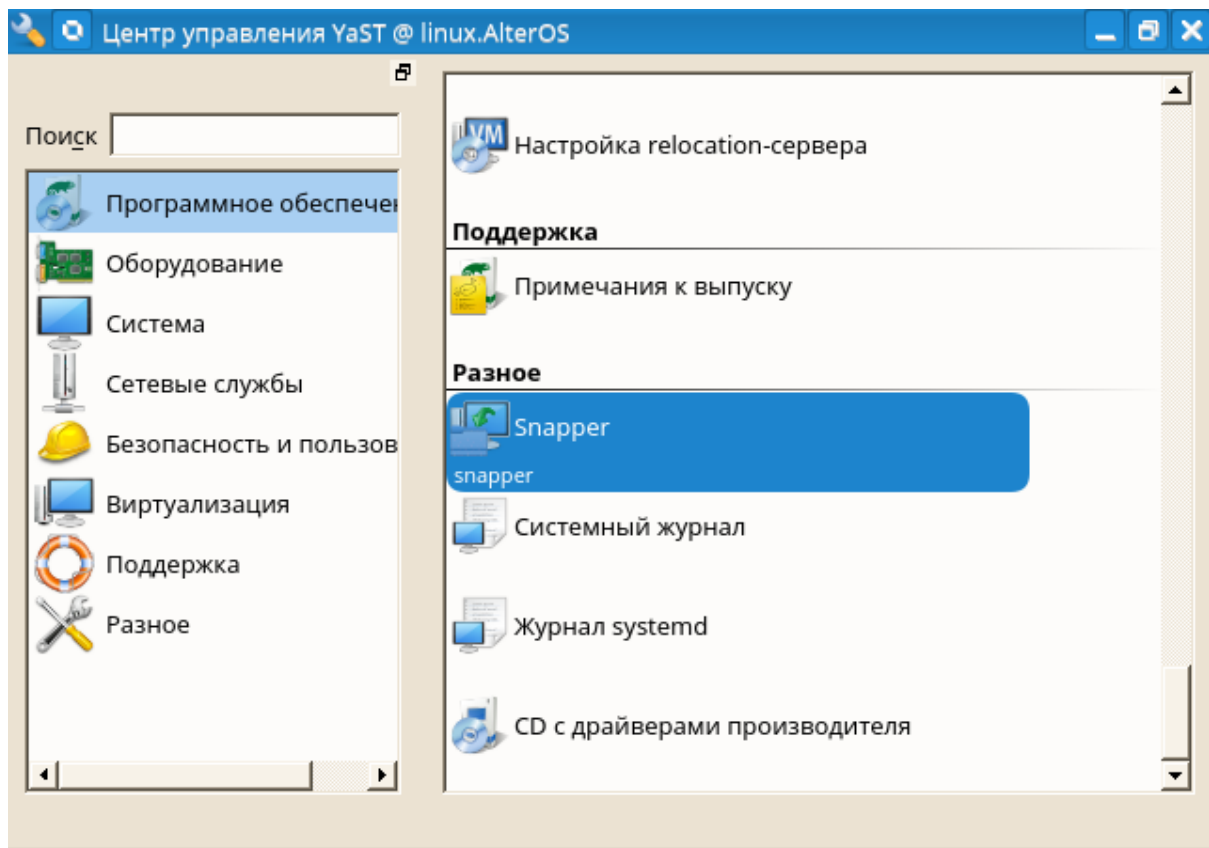 Центр управления YaST @ linux.AlterOS
Поиск
Программное обеспечен
Оборудование
Система
Сетевые службы
Безопасность и пользов
Виртуализация
Поддержка
Разное
Настройка relocation-сервера
Поддержка
Примечания к выпуску
Разное
Snapper
snapper
Системный журнал
Журнал systemd
CD с драйверами производителя